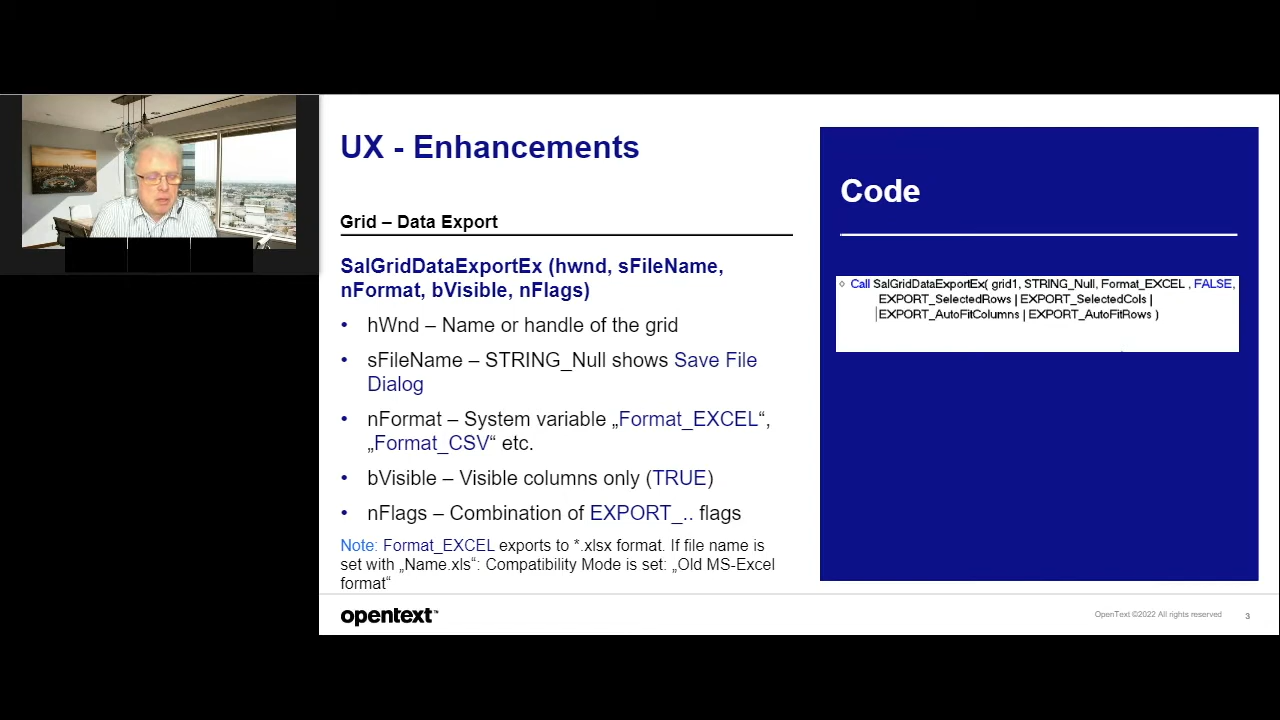 UX - Enhancements
Grid – Data Export
SalGridDataExportEx (hwnd, sFileName,
nFormat, bVisible, nFlags)
• hWnd – Name or handle of the grid
• sFileName – STRING_Null shows Save File
Dialog
• nFormat – System variable „Format_EXCEL“,
„Format_CSV“ etc.
• bVisible – Visible columns only (TRUE)
• nFlags – Combination of EXPORT_.. flags
Note: Format_EXCEL exports to *.xlsx format. If file name is
set with „Name.xls“: Compatibility Mode is set: „Old MS-Excel
format“
Code
Call SalGridDataExportEx( grid1, STRING_Null, Format_EXCEL , FALSE,
EXPORT_SelectedRows | EXPORT_SelectedCols |
EXPORT_AutoFitColumns | EXPORT_AutoFitRows )
opentext™
OpenText ©2022 All rights reserved 3